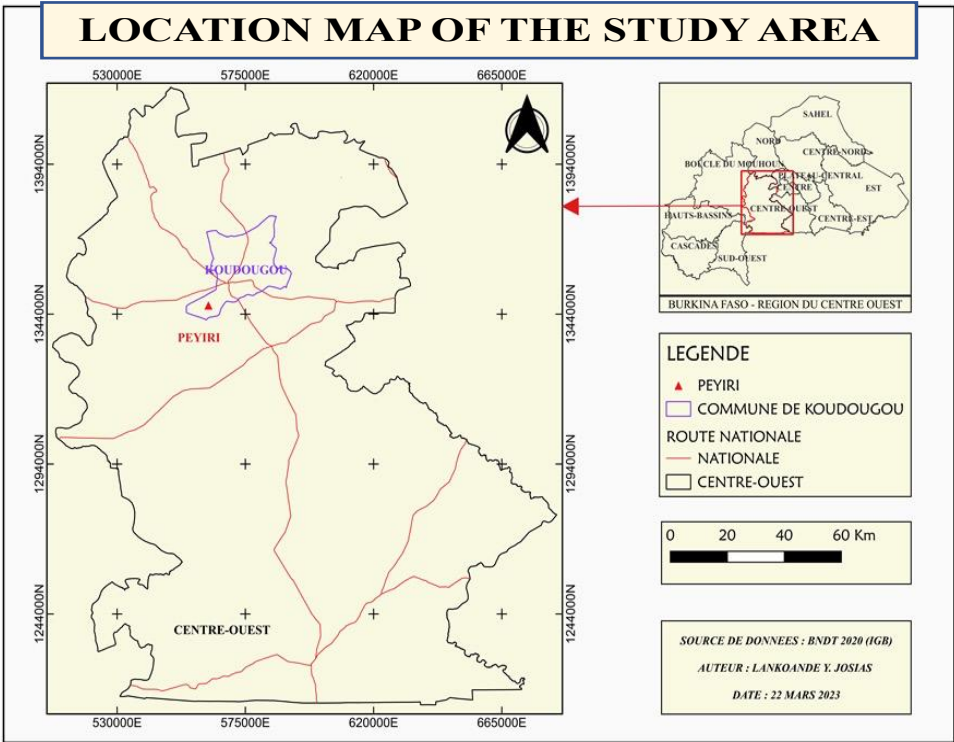 LOCATION MAP OF THE STUDY AREA
530000E 575000E 620000E 665000E
1394000N 1394000N
1344000N 1344000N
1294000N 1294000N
1244000N 1244000N
KOUDOUGOU
PEYIRI
CENTRE-OUEST
530000E 575000E 620000E 665000E
SAHEL
NORD
CENTRE-NORD
BOUCLE DU MOUHOUN
PLATEAU-CENTRAL
CENTRE
EST
CENTRE-OUEST
HAUTS-BASSINS
CENTRE-EST
CASCADES
SUD-OUEST
BURKINA FASO - REGION DU CENTRE OUEST
LEGENDE
PEYIRI
COMMUNE DE KOUDOUGOU
ROUTE NATIONALE
NATIONALE
CENTRE-OUEST
0 20 40 60 Km
SOURCE DE DONNEES : BNDT 2020 (IGB)
AUTEUR : LANKOANDE Y. JOSIAS
DATE : 22 MARS 2023